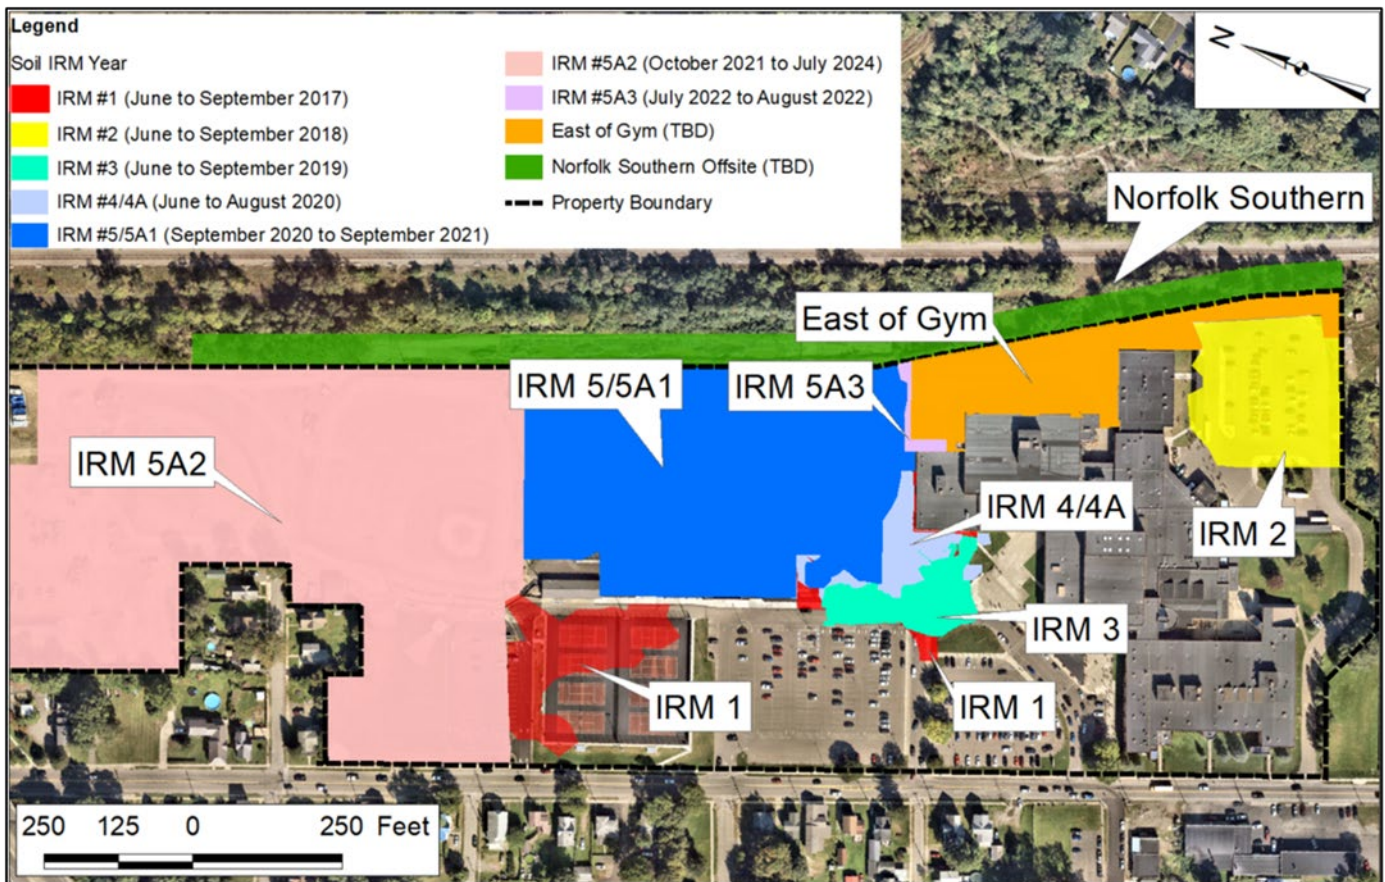 Legend
Soil IRM Year
IRM #1 (June to September 2017)
IRM #2 (June to September 2018)
IRM #3 (June to September 2019)
IRM #4/4A (June to August 2020)
IRM #5/5A1 (September 2020 to September 2021)
IRM #5A2 (October 2021 to July 2024)
IRM #5A3 (July 2022 to August 2022)
East of Gym (TBD)
Norfolk Southern Offsite (TBD)
Property Boundary
N
Norfolk Southern
East of Gym
IRM 5/5A1
IRM 5A3
IRM 5A2
IRM 4/4A
IRM 2
IRM 3
IRM 1
IRM 1
250 125 0 250 Feet